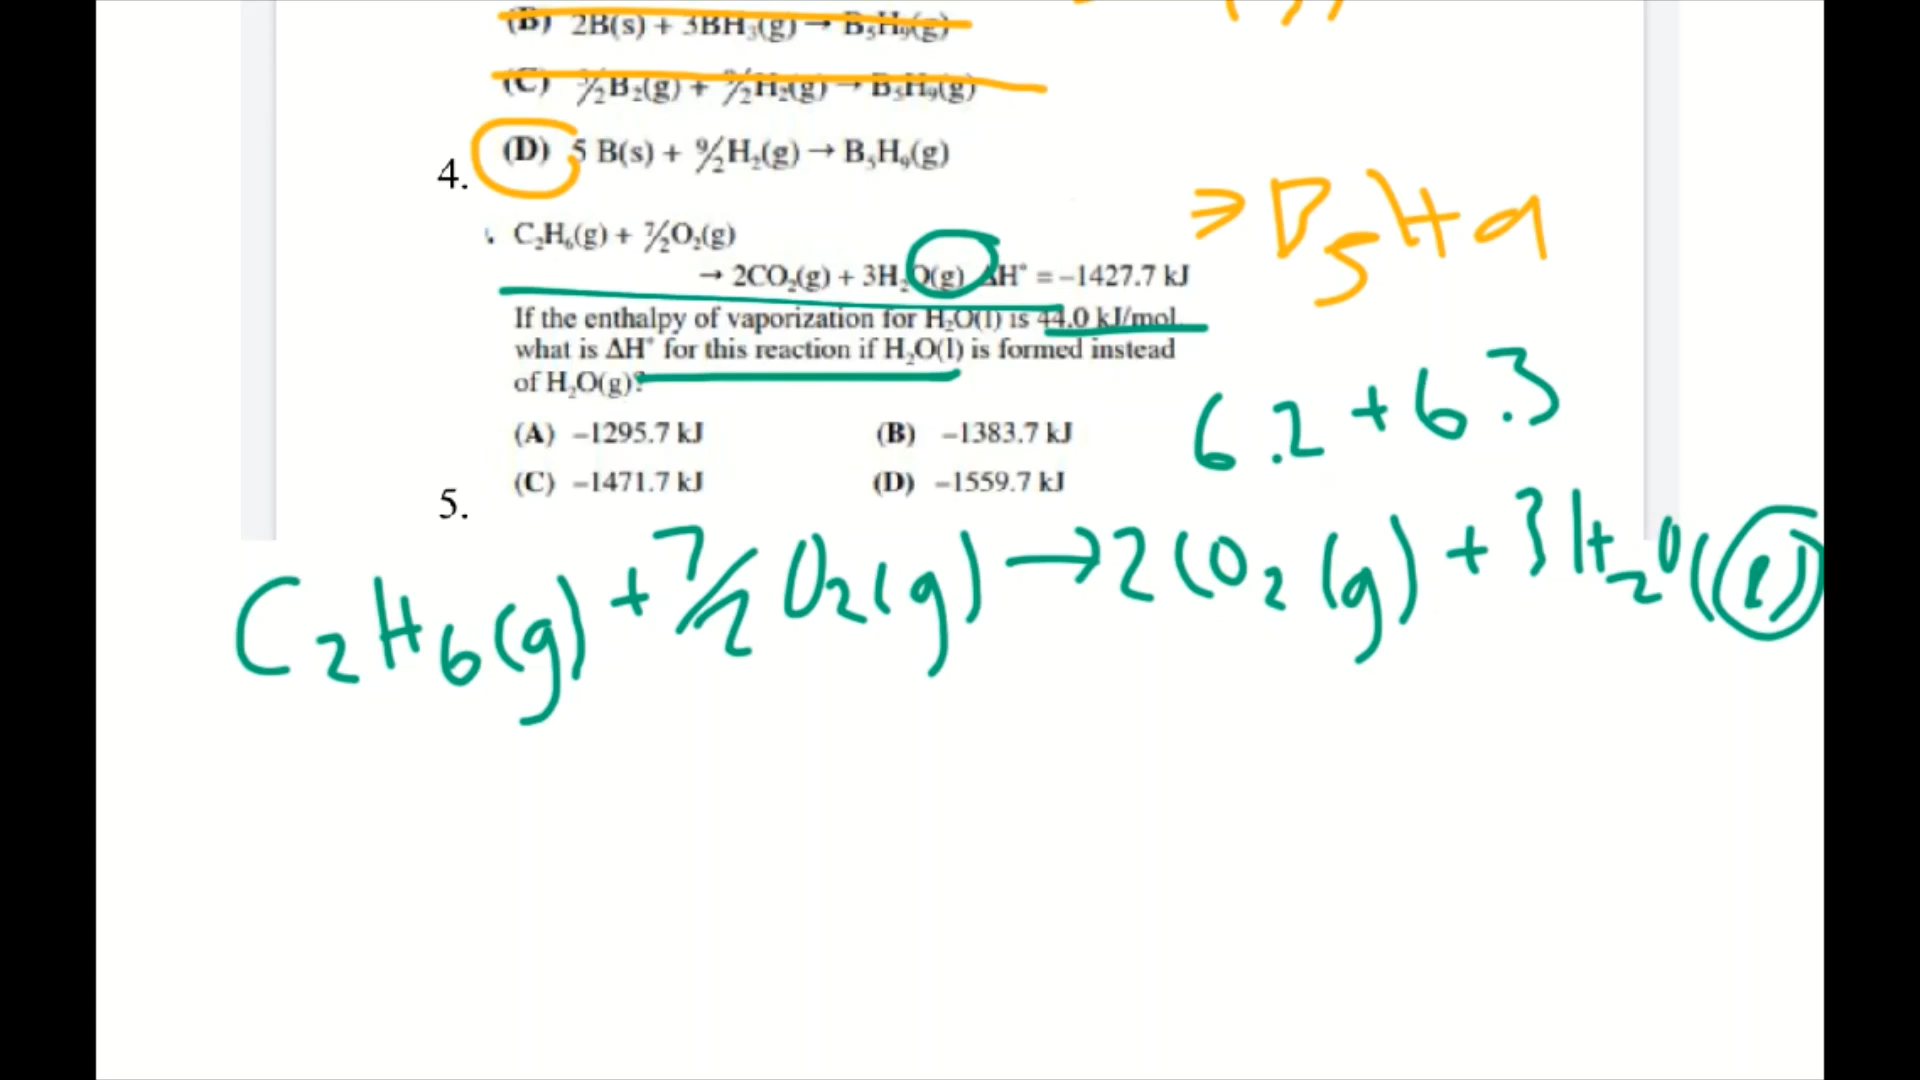 (B) 2B(s) + 3BH₃(g) → B₅H₉(g)
(C) 5/2B₂(g) + 9/2H₂(g) → B₅H₉(g)
(D) 5 B(s) + 9/2H₂(g) → B₅H₉(g)
4.
⇒ B₅H9
C₂H₆(g) + 7/2O₂(g)
→ 2CO₂(g) + 3H₂O(g) ΔH° = –1427.7 kJ
If the enthalpy of vaporization for H₂O(l) is 44.0 kJ/mol,
what is ΔH° for this reaction if H₂O(l) is formed instead
of H₂O(g)?
6.2 + 6.3
(A) –1295.7 kJ (B) –1383.7 kJ
(C) –1471.7 kJ (D) –1559.7 kJ
5.
C₂H₆(g) + 7/2 O₂(g) → 2CO₂(g) + 3H₂O(l)